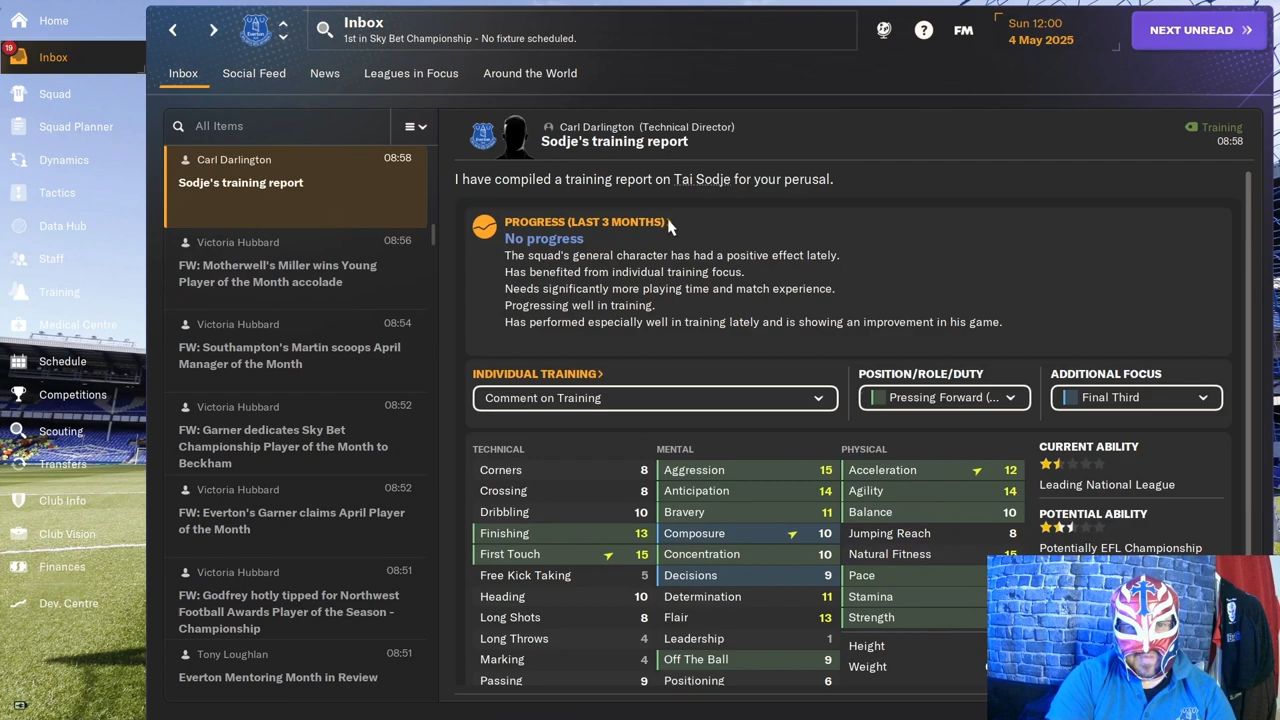 Home
19
Inbox
Squad
Squad Planner
Dynamics
Tactics
Data Hub
Staff
Training
Medical Centre
Schedule
Competitions
Scouting
Transfers
Club Info
Club Vision
Finances
Dev. Centre
Inbox
1st in Sky Bet Championship - No fixture scheduled.
?
FM
Sun 12:00
4 May 2025
NEXT UNREAD
Inbox
Social Feed
News
Leagues in Focus
Around the World
All Items
Carl Darlington 08:58
Sodje's training report
Victoria Hubbard 08:56
FW: Motherwell's Miller wins Young
Player of the Month accolade
Victoria Hubbard 08:54
FW: Southampton's Martin scoops April
Manager of the Month
Victoria Hubbard 08:52
FW: Garner dedicates Sky Bet
Championship Player of the Month to
Beckham
Victoria Hubbard 08:52
FW: Everton's Garner claims April Player
of the Month
Victoria Hubbard 08:51
FW: Godfrey hotly tipped for Northwest
Football Awards Player of the Season -
Championship
Tony Loughlan 08:51
Everton Mentoring Month in Review
Carl Darlington (Technical Director)
Sodje's training report
Training
08:58
I have compiled a training report on Tai Sodje for your perusal.
PROGRESS (LAST 3 MONTHS)
No progress
The squad's general character has had a positive effect lately.
Has benefited from individual training focus.
Needs significantly more playing time and match experience.
Progressing well in training.
Has performed especially well in training lately and is showing an improvement in his game.
INDIVIDUAL TRAINING>
Comment on Training
POSITION/ROLE/DUTY
Pressing Forward (...
ADDITIONAL FOCUS
Final Third
TECHNICAL
Corners 8
Crossing 8
Dribbling 10
Finishing 13
First Touch 15
Free Kick Taking 5
Heading 10
Long Shots 8
Long Throws 4
Marking 4
Passing 9
MENTAL
Aggression 15
Anticipation 14
Bravery 11
Composure 10
Concentration 10
Decisions 9
Determination 11
Flair 13
Leadership 1
Off The Ball 9
Positioning 6
PHYSICAL
Acceleration 12
Agility 14
Balance 10
Jumping Reach 8
Natural Fitness 15
Pace
Stamina
Strength
Height
Weight
CURRENT ABILITY
Leading National League
POTENTIAL ABILITY
Potentially EFL Championship